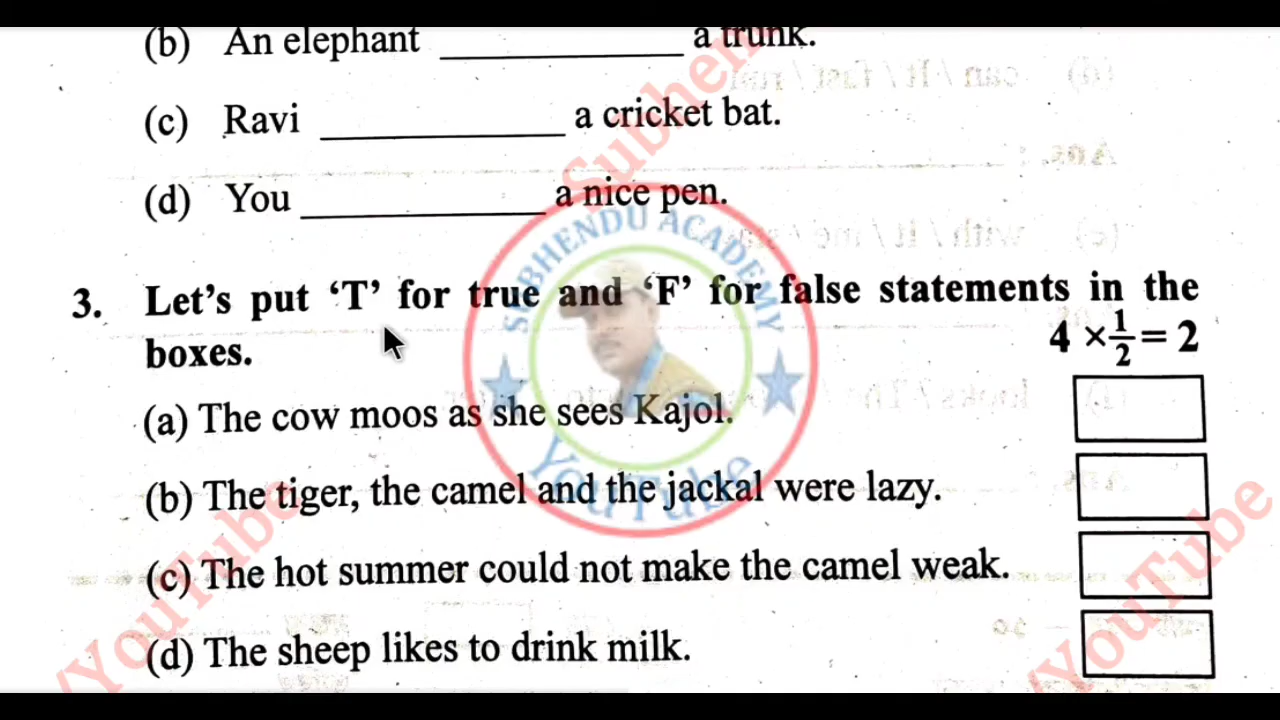 (b) An elephant ____________ a trunk.
(c) Ravi ____________ a cricket bat.
(d) You ____________ a nice pen.
3. Let's put ‘T’ for true and ‘F’ for false statements in the
boxes. 4 × 1/2 = 2
(a) The cow moos as she sees Kajol.
(b) The tiger, the camel and the jackal were lazy.
(c) The hot summer could not make the camel weak.
(d) The sheep likes to drink milk.
SUBHENDU ACADEMY
YouTube
Subhen
/YouTube
/YouTube